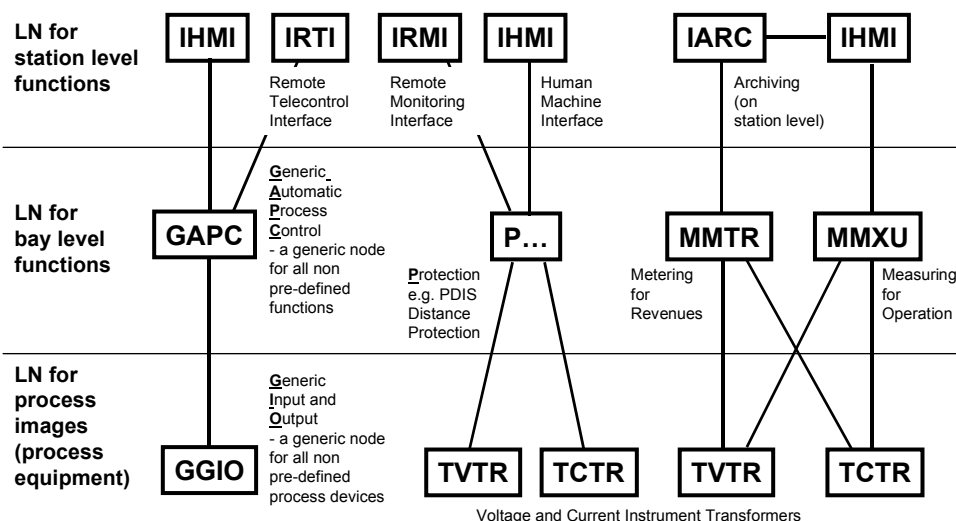 LN for
station level
functions
IHMI
IRTI
IRMI
IHMI
IARC
IHMI
Remote
Telecontrol
Interface
Remote
Monitoring
Interface
Human
Machine
Interface
Archiving
(on
station level)
LN for
bay level
functions
GAPC
Generic
Automatic
Process
Control
- a generic node
for all non
pre-defined
functions
P...
Protection
e.g. PDIS
Distance
Protection
MMTR
MMXU
Metering
for
Revenues
Measuring
for
Operation
LN for
process
images
(process
equipment)
GGIO
Generic
Input and
Output
- a generic node
for all non
pre-defined
process devices
TVTR
TCTR
TVTR
TCTR
Voltage and Current Instrument Transformers